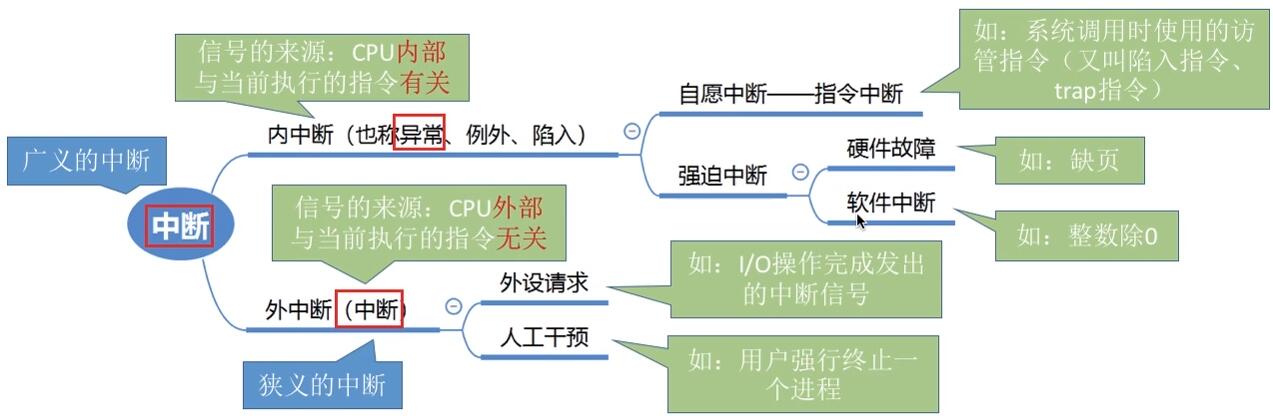 如：系统调用时使用的访
管指令（又叫陷入指令、
trap指令）
信号的来源：CPU内部
与当前执行的指令有关
自愿中断——指令中断
内中断（也称异常、例外、陷入）
广义的中断
硬件故障
如：缺页
强迫中断
软件中断
如：整数除0
中断
信号的来源：CPU外部
与当前执行的指令无关
外设请求
如：I/O操作完成发出
的中断信号
外中断（中断）
人工干预
如：用户强行终止一
个进程
狭义的中断